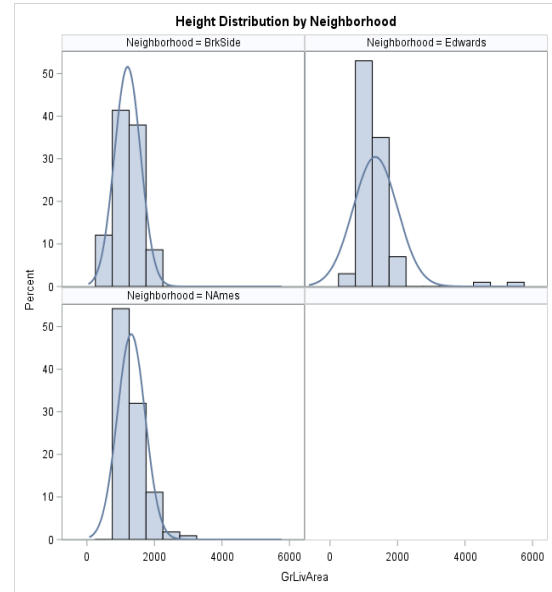 Height Distribution by Neighborhood
Neighborhood = BrkSide
Neighborhood = Edwards
50
40
30
20
10
0
Percent
Neighborhood = NAmes
50
40
30
20
10
0
0 2000 4000 6000
0 2000 4000 6000
GrLivArea